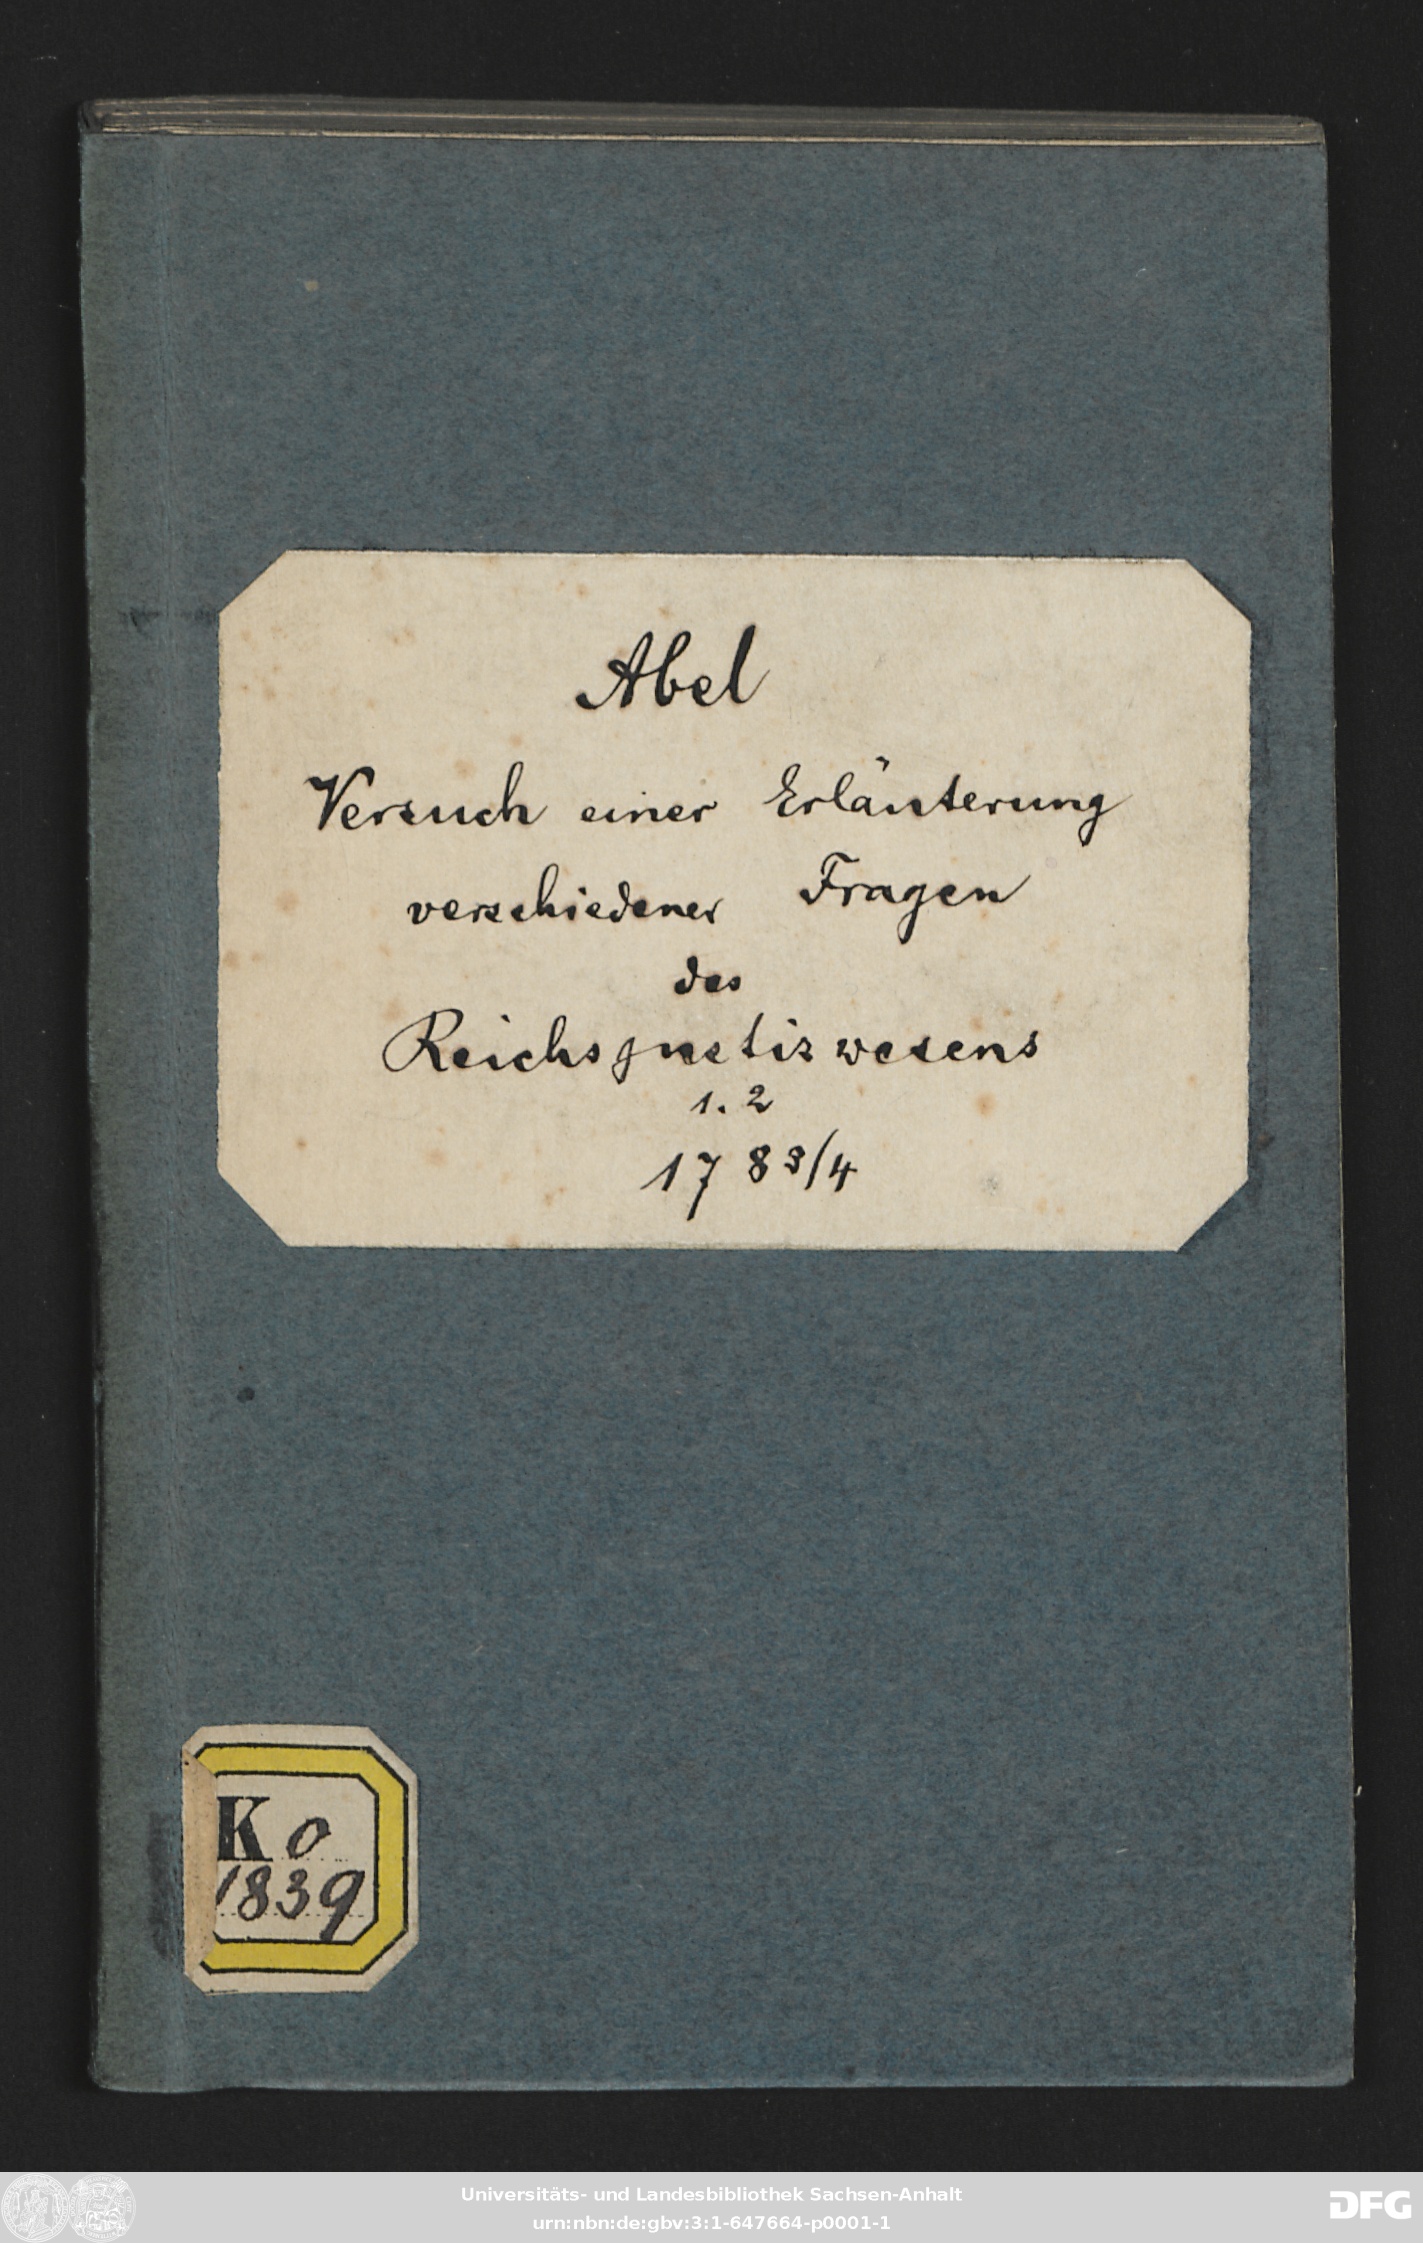 Abel
Versuch einer Erläuterung
verschiedener Fragen
des
Reichsjustizwesens
1. 2
1783/4
K o
1839
Universitäts- und Landesbibliothek Sachsen-Anhalt
urn:nbn:de:gbv:3:1-647664-p0001-1
DFG